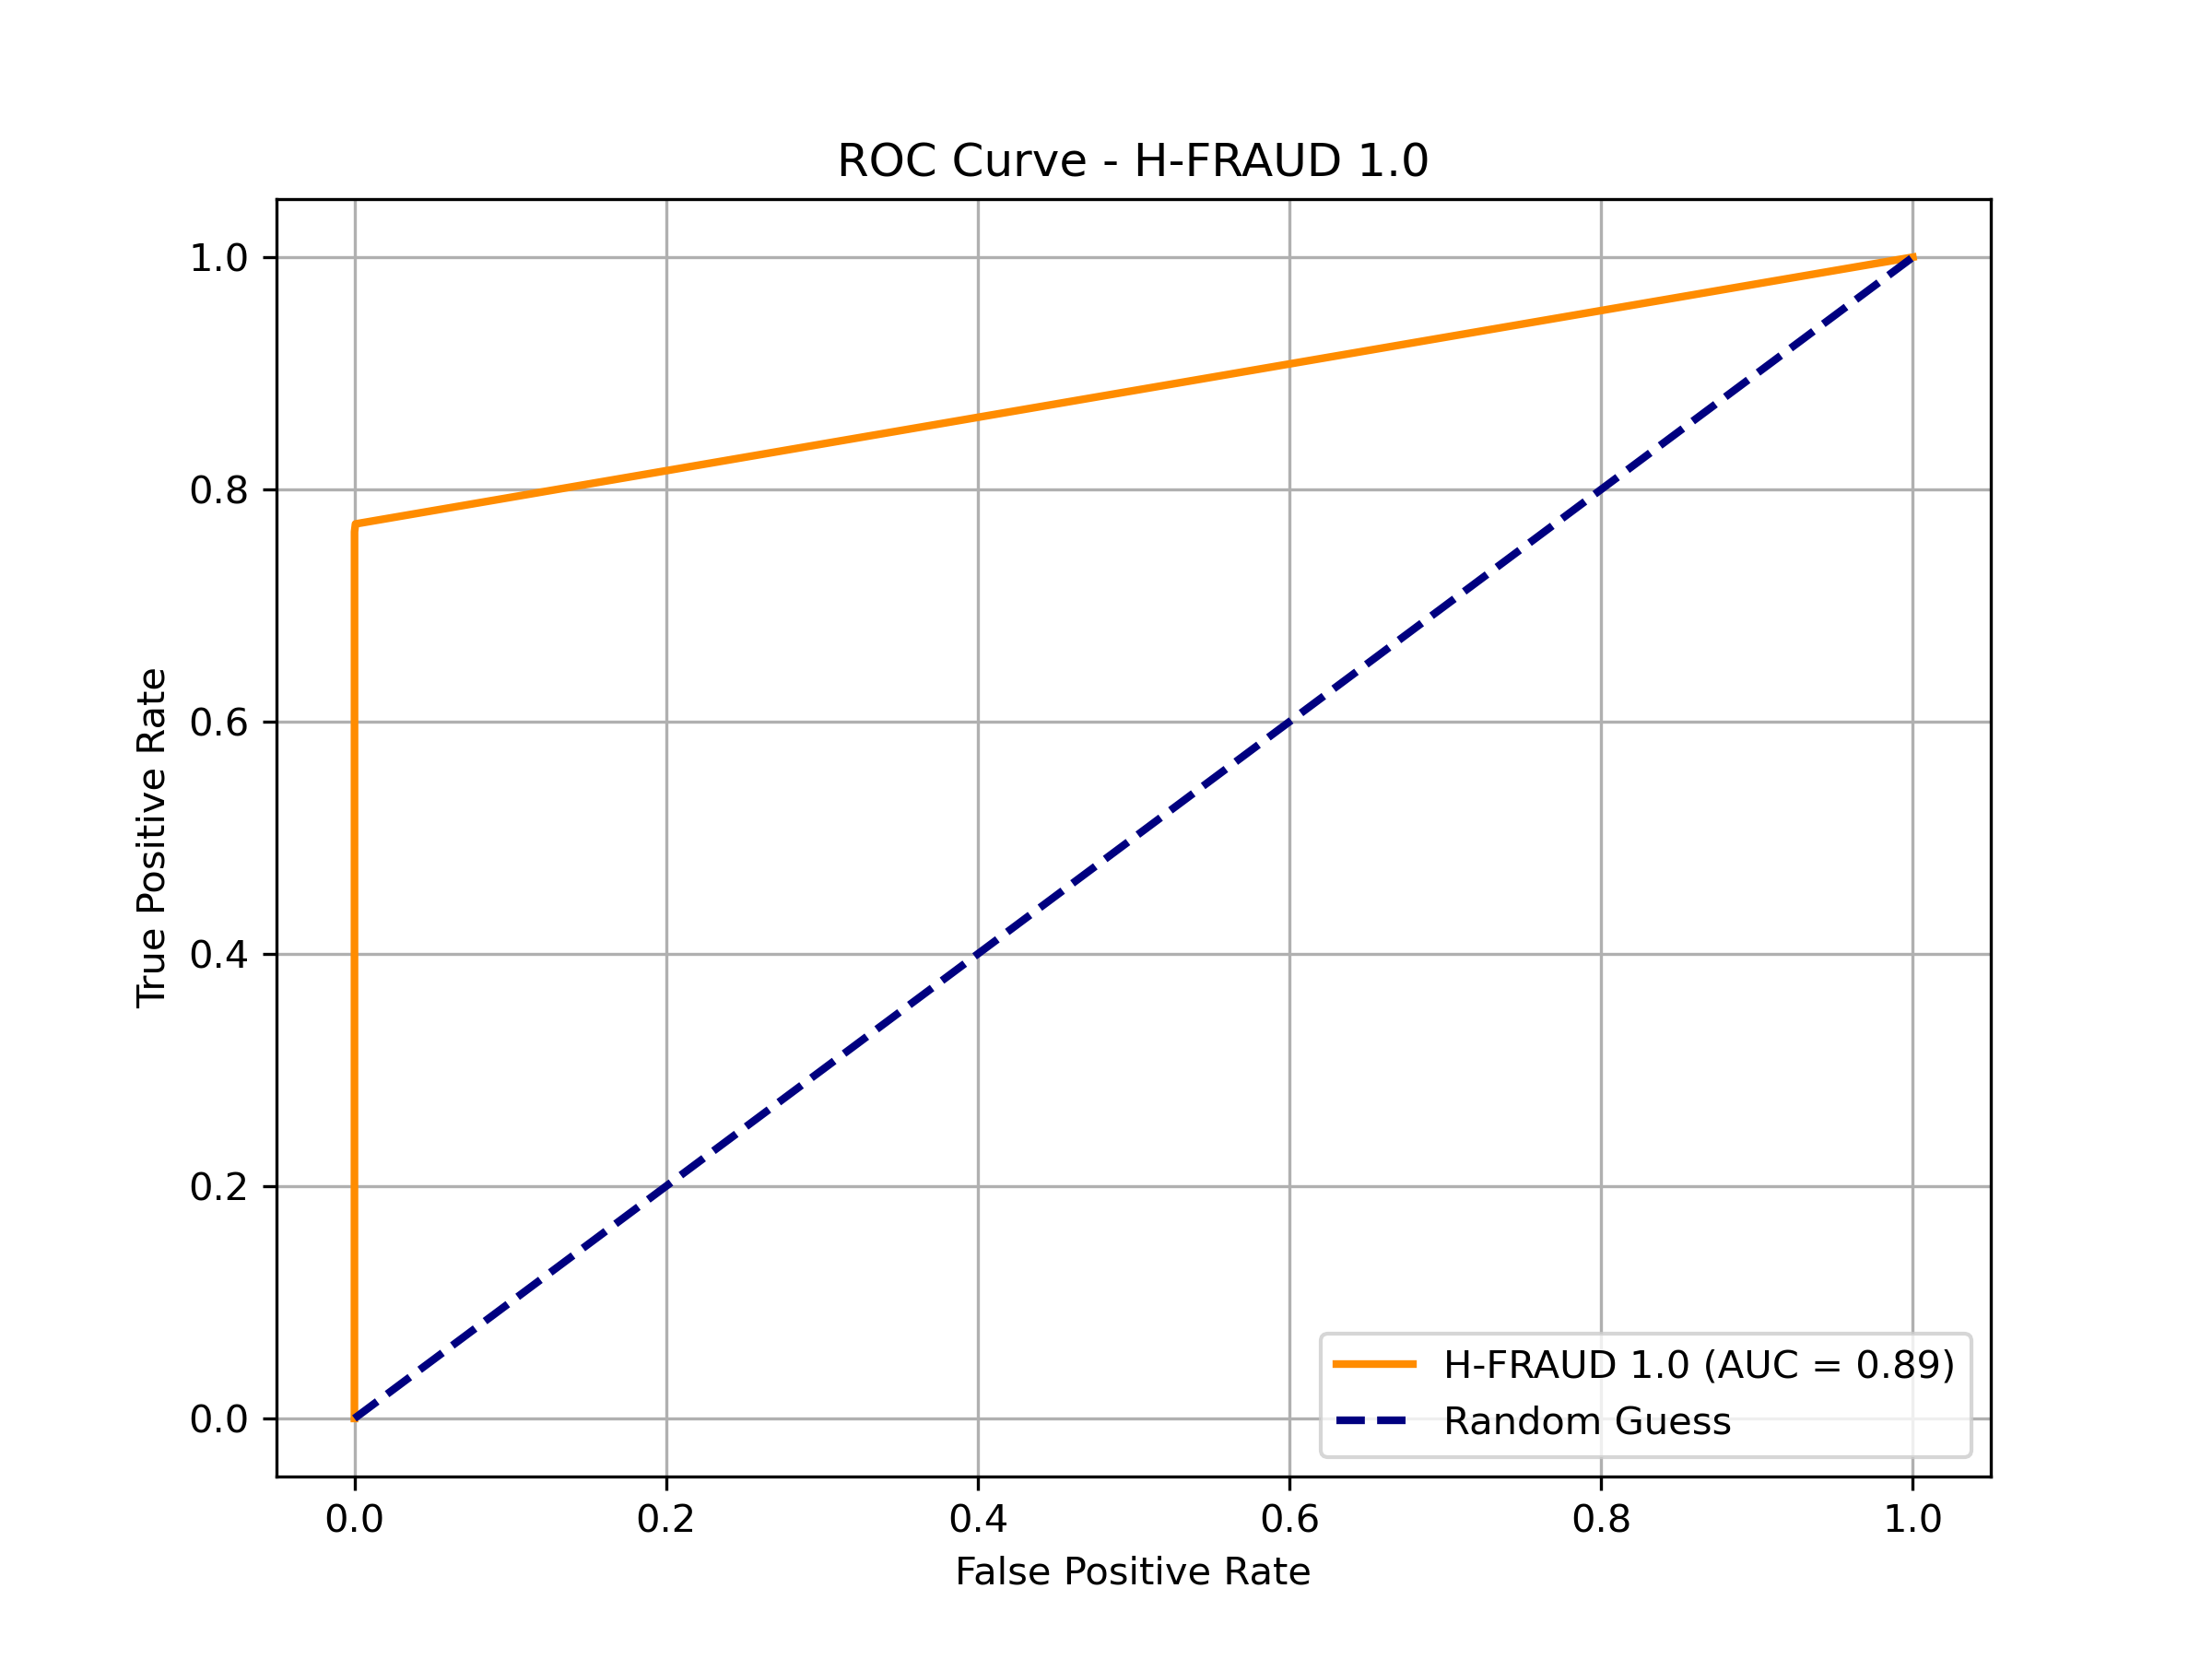 ROC Curve - H-FRAUD 1.0
True Positive Rate
1.0
0.8
0.6
0.4
0.2
0.0
0.0 0.2 0.4 0.6 0.8 1.0
False Positive Rate
H-FRAUD 1.0 (AUC = 0.89)
Random Guess